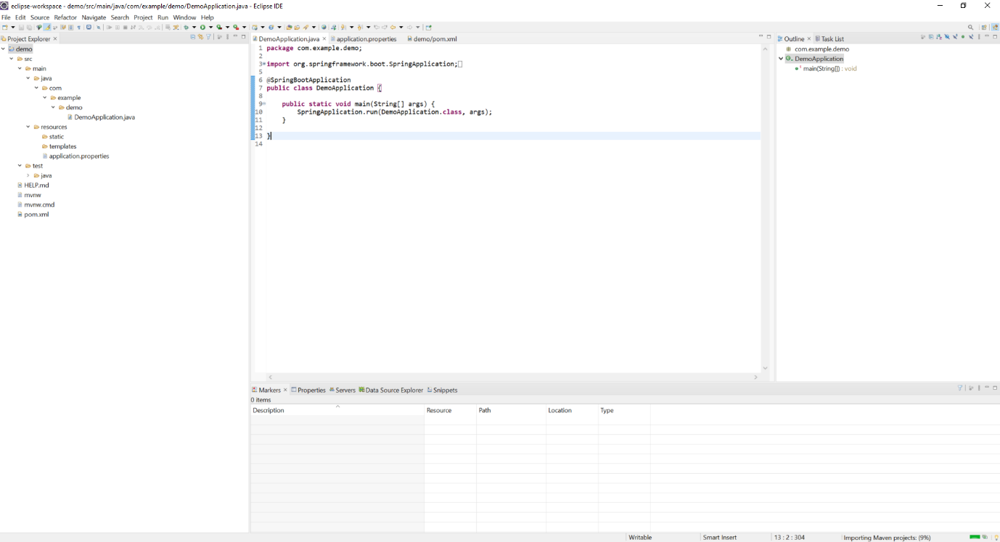 eclipse-workspace - demo/src/main/java/com/example/demo/DemoApplication.java - Eclipse IDE
File Edit Source Refactor Navigate Search Project Run Window Help
Project Explorer
demo
src
main
java
com
example
demo
DemoApplication.java
resources
static
templates
application.properties
test
java
HELP.md
mvnw
mvnw.cmd
pom.xml
DemoApplication.java application.properties demo/pom.xml
1 package com.example.demo;
2
3 import org.springframework.boot.SpringApplication;
5
6 @SpringBootApplication
7 public class DemoApplication {
8
9 public static void main(String[] args) {
10 SpringApplication.run(DemoApplication.class, args);
11 }
12
13 }
14
Outline Task List
com.example.demo
DemoApplication
main(String[]) : void
Markers Properties Servers Data Source Explorer Snippets
0 items
Description Resource Path Location Type
Writable Smart Insert 13 : 2 : 304 Importing Maven projects: (9%)